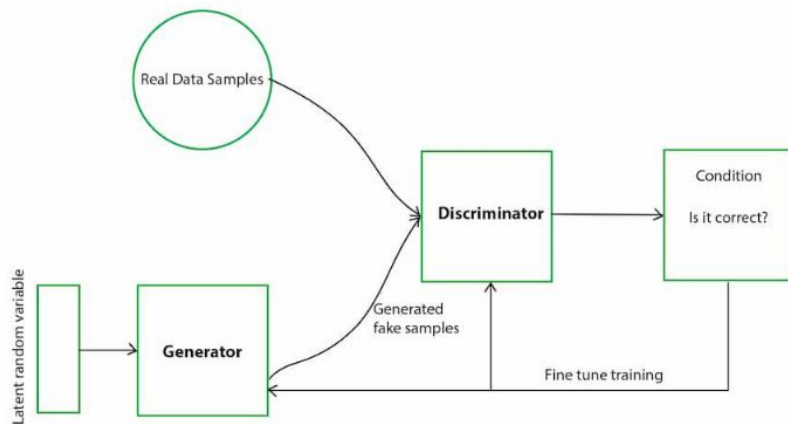 Real Data Samples
Discriminator
Condition
Is it correct?
Latent random variable
Generator
Generated
fake samples
Fine tune training